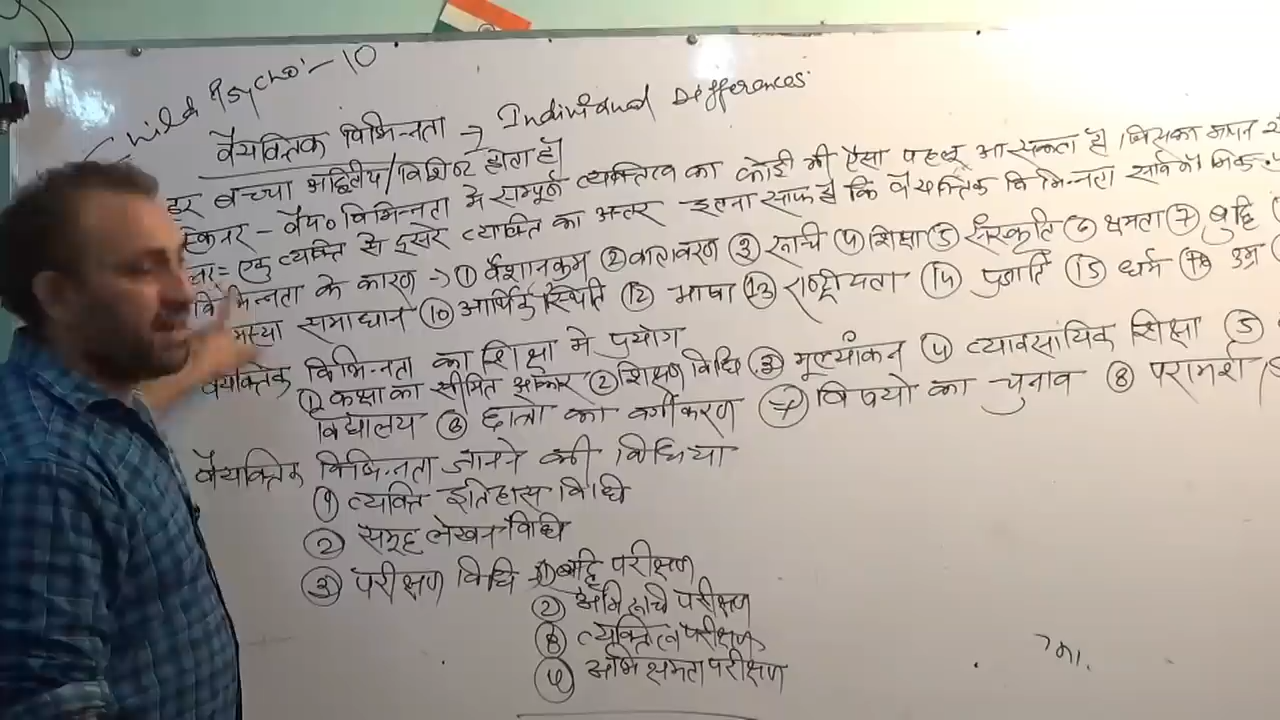 Child Psycho:- 10
वैयक्तिक विभिन्नता → Individual Differences
हर बच्चा अद्वितीय/विशिष्ट होता है।
स्किनर - वैय० विभिन्नता मे सम्पूर्ण व्यक्तित्व का कोई भी ऐसा पहलू आ सकता है। जिसका मापन
एक व्यक्ति से दूसरे व्यक्ति का अन्तर इतना साफ है कि वैयक्तिक विभिन्नता सार्वभौमिक
विभिन्नता के कारण → ① वंशानुक्रम ② वातावरण ③ रूची ④ शिक्षा ⑤ संस्कृति ⑥ क्षमता ⑦ बुद्धि
समस्या समाधान ⑩ आर्थिक स्थिति ⑫ भाषा ⑬ राष्ट्रीयता ⑭ प्रजाति ⑮ धर्म ⑯ उम्र
वैयक्तिक विभिन्नता का शिक्षा मे प्रयोग
① कक्षा का सीमित आकार ② शिक्षण विधि ③ मूल्यांकन ④ व्यावसायिक शिक्षा ⑤
विद्यालय ⑥ छात्रो का वर्गीकरण ⑦ विषयो का चुनाव ⑧ परामर्श
वैयक्तिक विभिन्नता जानने की विधिया
① व्यक्ति इतिहास विधि
② समूह लेखन विधि
③ परीक्षण विधि → ① बुद्धि परीक्षण
② अभिरूचि परीक्षण
③ व्यक्तित्व परीक्षण
④ अभिक्षमता परीक्षण